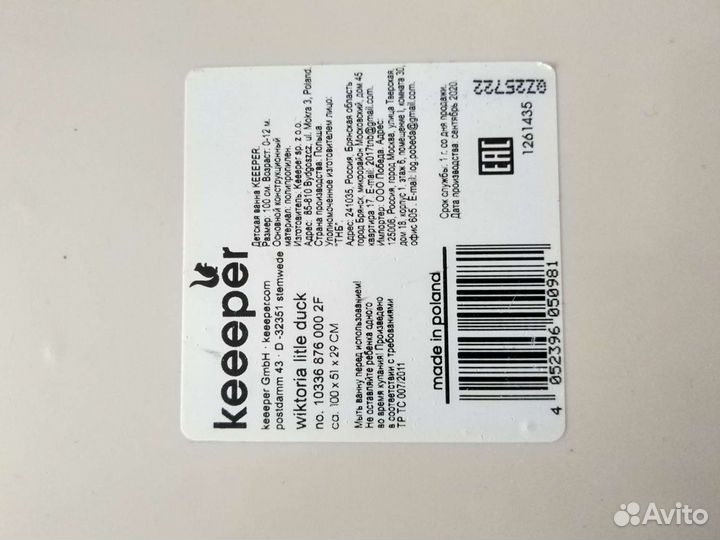 keeeper
keeeper GmbH · keeeper.com
postdamm 43 · D -32351 stemwede
wiktoria litle duck
no. 10336 876 000 2F
ca. 100 x 51 x 29 CM
Мыть ванну перед использованием!
Не оставляйте ребенка одного
во время купания! Произведено
в соответствии с требованиями
ТР ТС 007/2011
made in poland
4 052396 050981
Детская ванна KEEEPER.
Размер: 100 см. Возраст: 0-12 м.
Основной конструкционный
материал: полипропилен.
Изготовитель: Keeeper sp. z o.o.
Адрес: 85-810 Bydgoszcz, ul. Mokra 3, Poland.
Страна производства: Польша.
Уполномоченное изготовителем лицо:
"ТНБ"
Адрес: 241035, Россия, Брянская область
город Брянск, микрорайон Московский, дом 45
квартира 17. E-mail: 2017tnb@gmail.com
Импортер: ООО Победа. Адрес:
125006, Россия, город Москва, улица Тверская,
дом 18, корпус 1, этаж 6, помещение I, комната 30,
офис 605 . E-mail: log.pobeda@gmail.com
Срок службы: 1 г. со дня продажи.
Дата производства: сентябрь 2020.
EAC
1261435
0Z25722
Avito